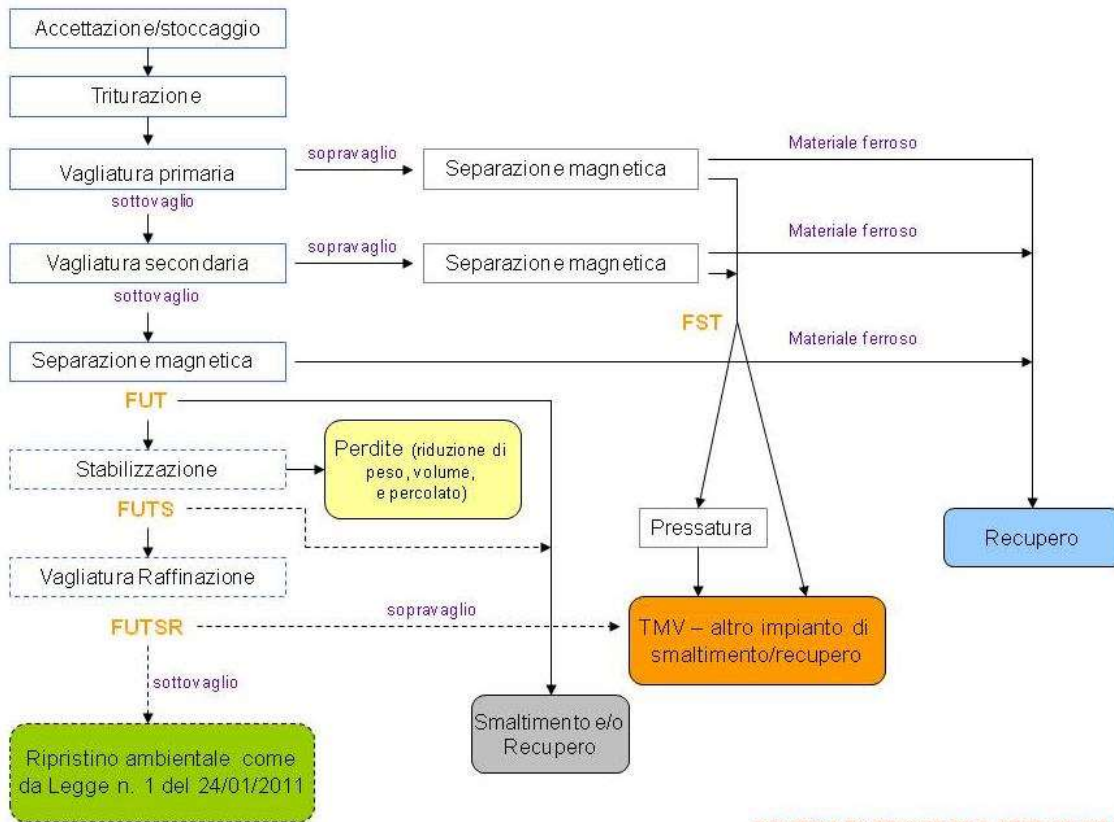 Accettazione/stoccaggio
Triturazione
Vagliatura primaria
sopravaglio
Separazione magnetica
Materiale ferroso
sottovaglio
Vagliatura secondaria
sopravaglio
Separazione magnetica
Materiale ferroso
sottovaglio
FST
Separazione magnetica
Materiale ferroso
FUT
Stabilizzazione
Perdite (riduzione di
peso, volume,
e percolato)
FUTS
Pressatura
Recupero
Vagliatura Raffinazione
FUTSR
sopravaglio
TMV – altro impianto di
smaltimento/recupero
sottovaglio
Smaltimento e/o
Recupero
Ripristino ambientale come
da Legge n. 1 del 24/01/2011